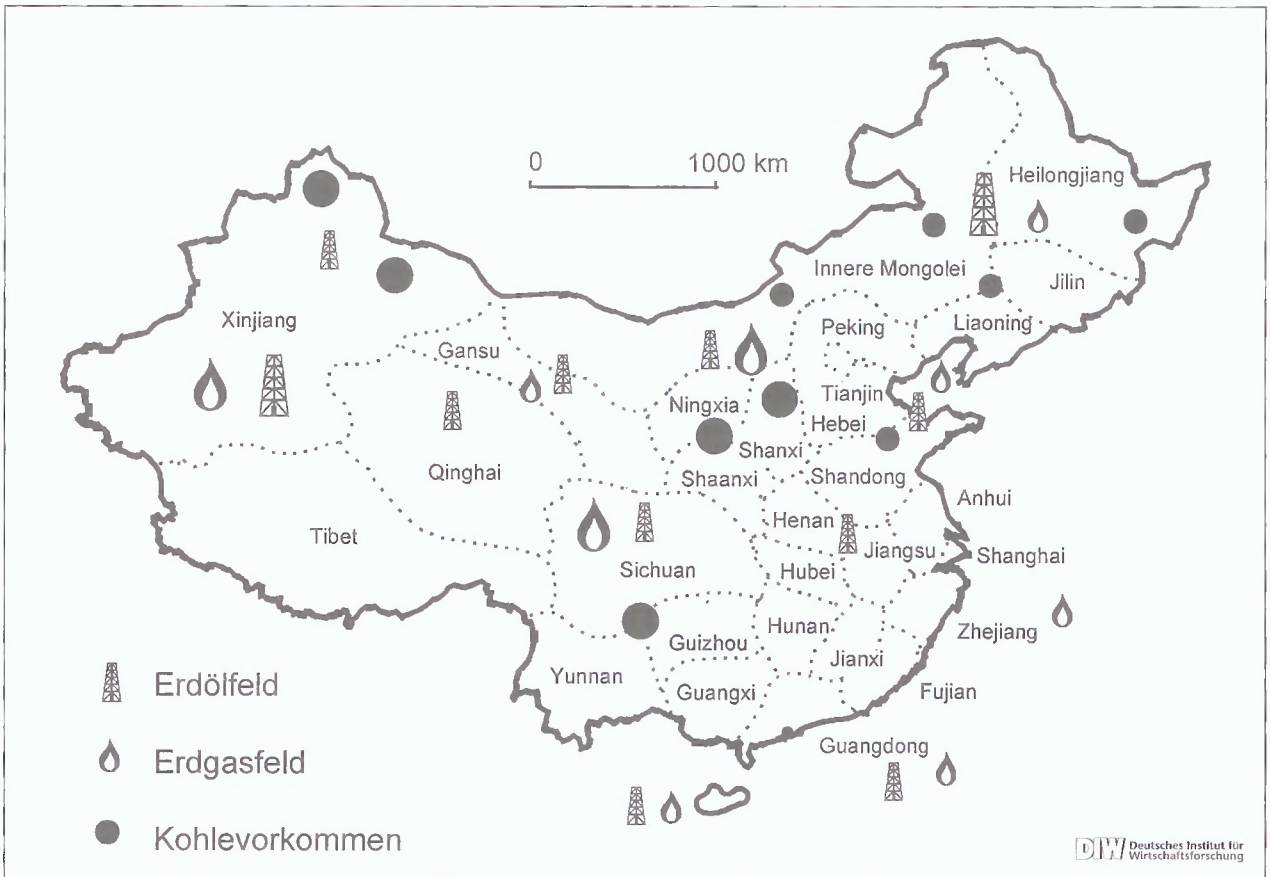 0 1000 km
Heilongjiang
Innere Mongolei
Jilin
Xinjiang
Peking
Liaoning
Gansu
Tianjin
Ningxia
Hebei
Shanxi
Qinghai
Shaanxi
Shandong
Anhui
Henan
Tibet
Jiangsu
Shanghai
Sichuan
Hubei
Hunan
Zhejiang
Guizhou
Jianxi
Yunnan
Guangxi
Fujian
Erdölfeld
Guangdong
Erdgasfeld
Kohlevorkommen
DIW Deutsches Institut für
Wirtschaftsforschung